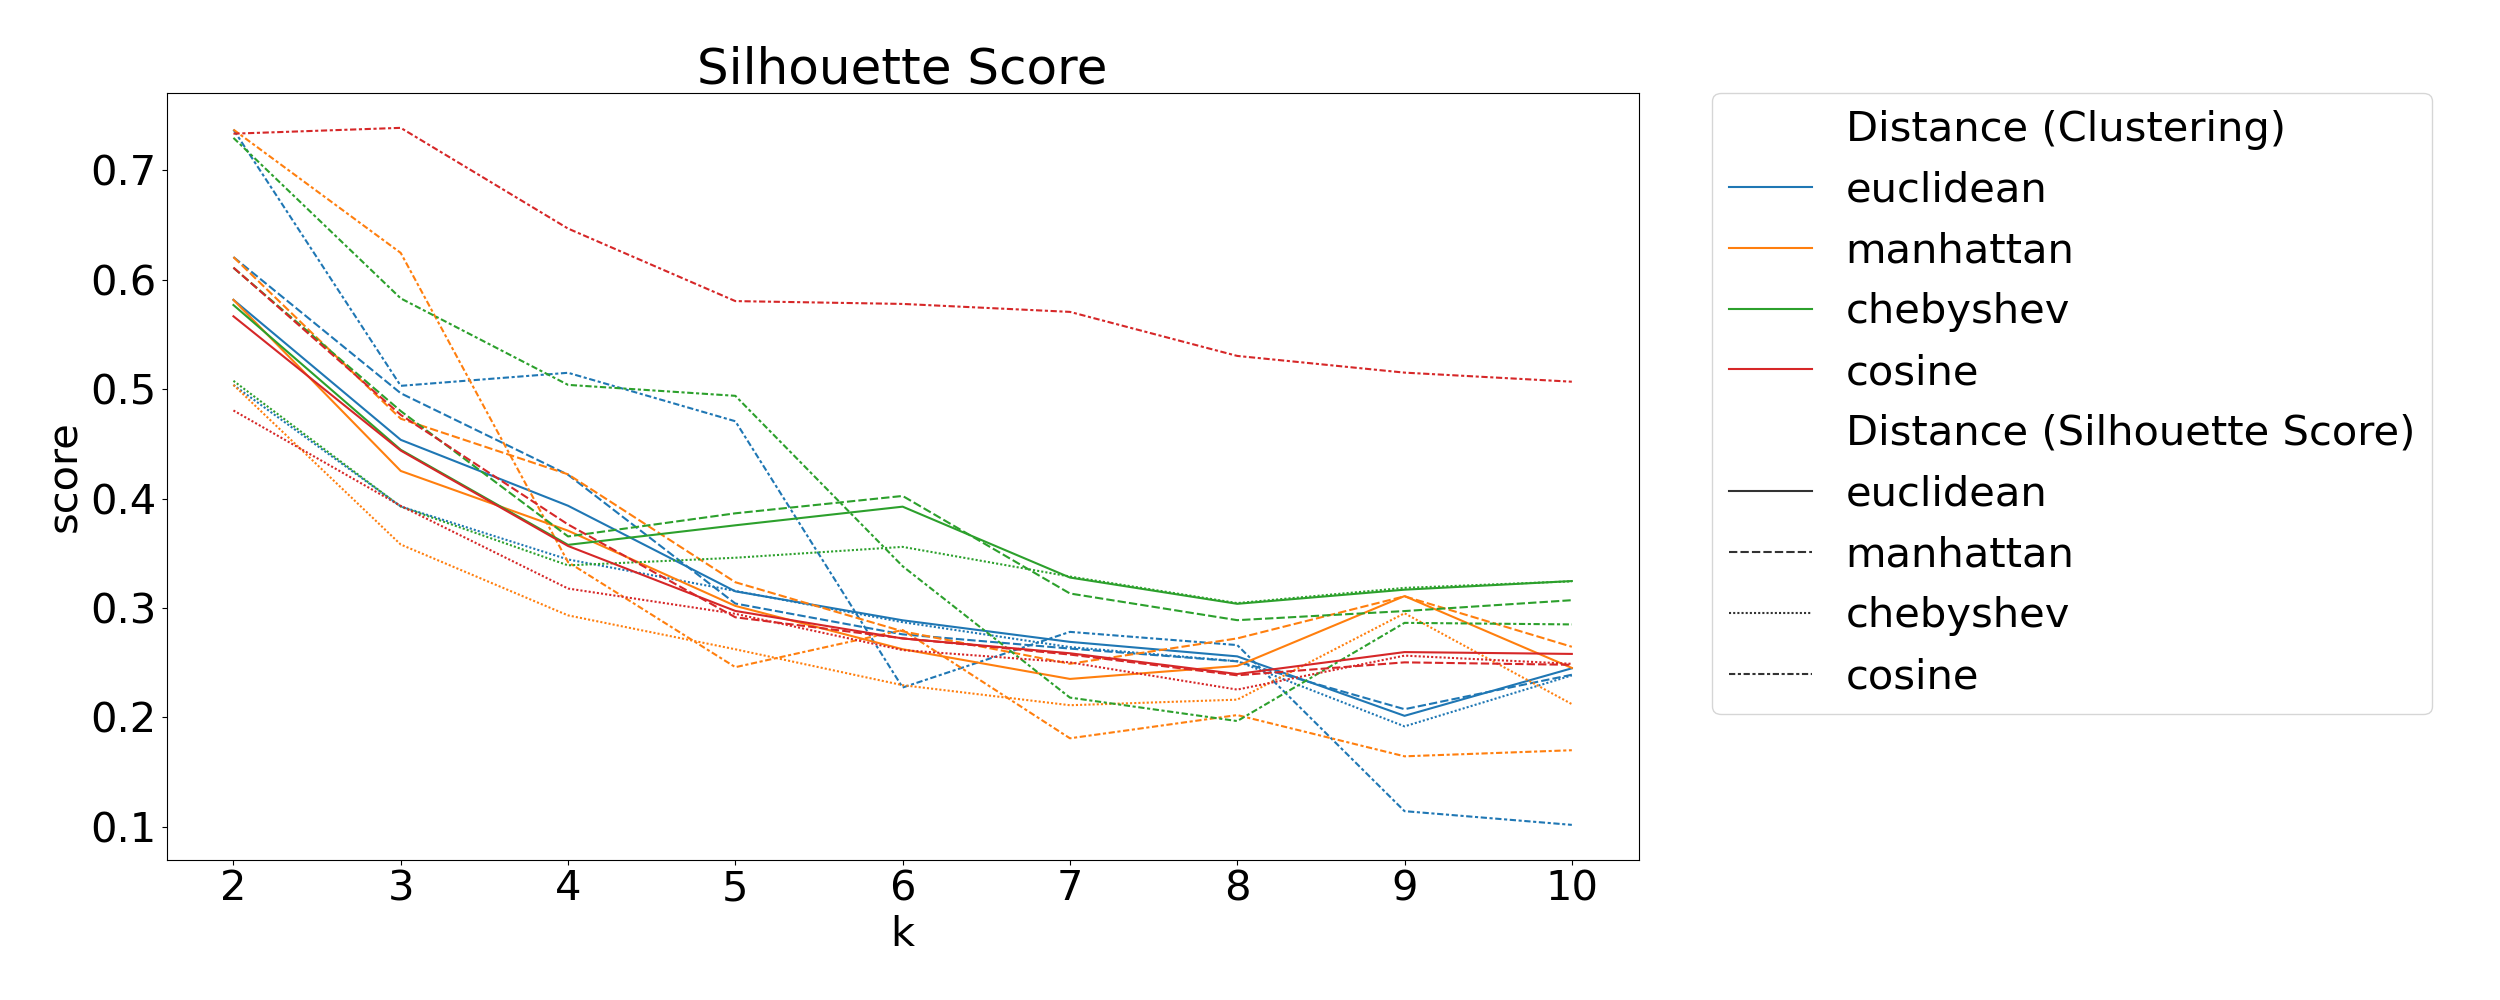 Silhouette Score
score
0.7
0.6
0.5
0.4
0.3
0.2
0.1
2 3 4 5 6 7 8 9 10
k
Distance (Clustering)
euclidean
manhattan
chebyshev
cosine
Distance (Silhouette Score)
euclidean
manhattan
chebyshev
cosine